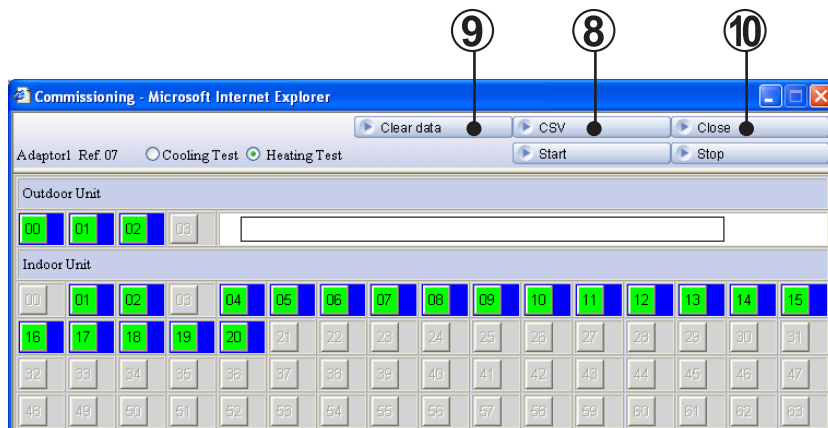 9 8 10
Commissioning - Microsoft Internet Explorer
Clear data CSV Close
Adaptor1 Ref. 07 Cooling Test Heating Test Start Stop
Outdoor Unit
00 01 02 03
Indoor Unit
00 01 02 03 04 05 06 07 08 09 10 11 12 13 14 15
16 17 18 19 20 21 22 23 24 25 26 27 28 29 30 31
32 33 34 35 36 37 38 39 40 41 42 43 44 45 46 47
48 49 50 51 52 53 54 55 56 57 58 59 60 61 62 63